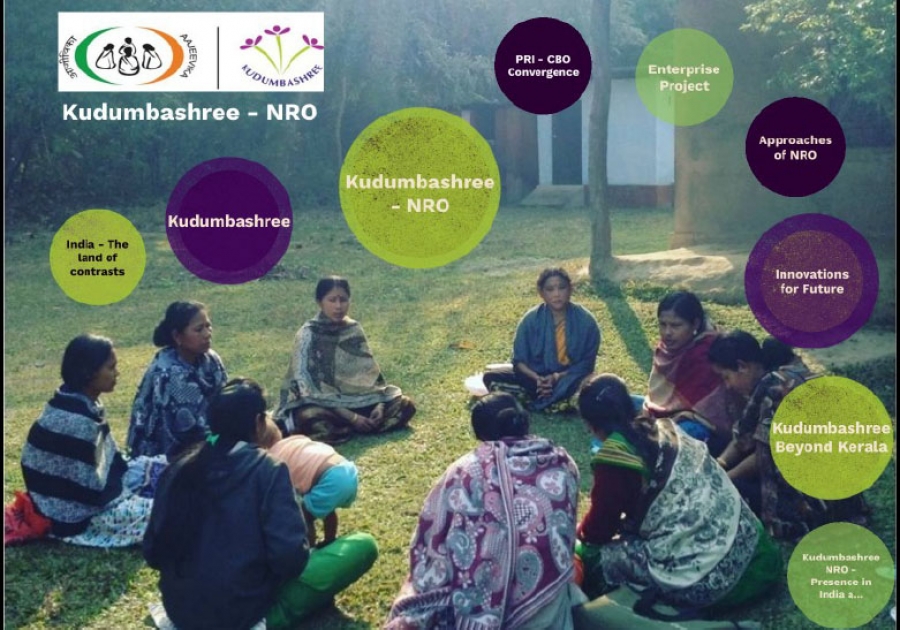 आजीविका
AAJEEVIKA
KUDUMBASHREE
Kudumbashree - NRO
PRI - CBO
Convergence
Enterprise
Project
Approaches
of NRO
Kudumbashree
- NRO
Kudumbashree
India - The
land of
contrasts
Innovations
for Future
Kudumbashree
Beyond Kerala
Kudumbashree
NRO -
Presence in
India a...